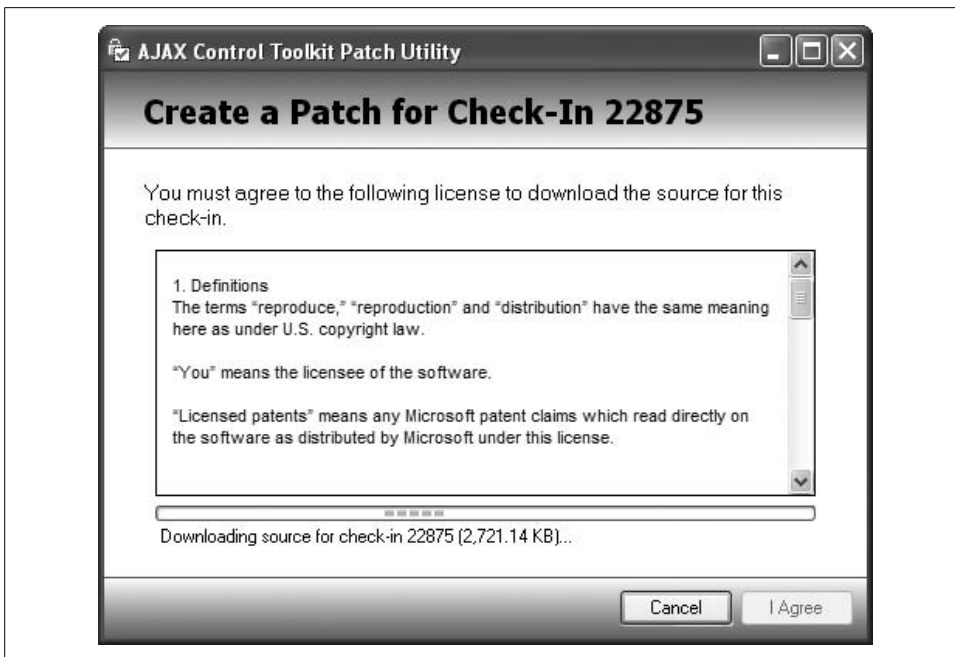 AJAX Control Toolkit Patch Utility
Create a Patch for Check-In 22875
You must agree to the following license to download the source for this
check-in.
1. Definitions
The terms “reproduce,” “reproduction” and “distribution” have the same meaning
here as under U.S. copyright law.
“You” means the licensee of the software.
“Licensed patents” means any Microsoft patent claims which read directly on
the software as distributed by Microsoft under this license.
Downloading source for check-in 22875 (2,721.14 KB)...
Cancel
I Agree